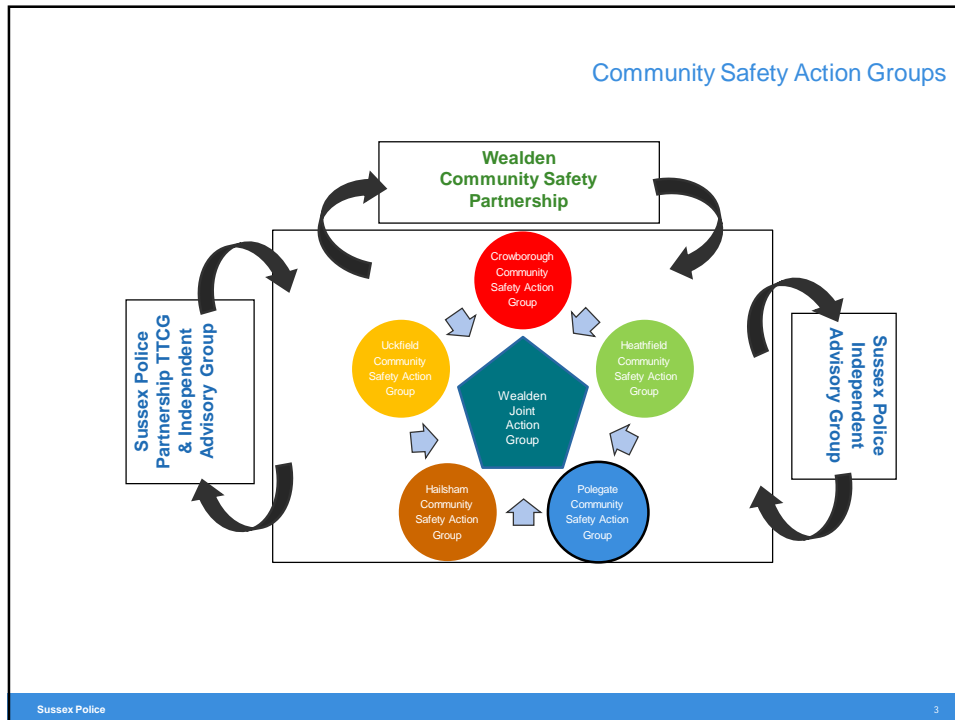 Community Safety Action Groups
Wealden
Community Safety
Partnership
Sussex Police
Partnership TTCG
& Independent
Advisory Group
Crowborough
Community
Safety Action
Group
Uckfield
Community
Safety Action
Group
Heathfield
Community
Safety Action
Group
Wealden
Joint
Action
Group
Hailsham
Community
Safety Action
Group
Polegate
Community
Safety Action
Group
Sussex Police
Independent
Advisory Group
Sussex Police
3